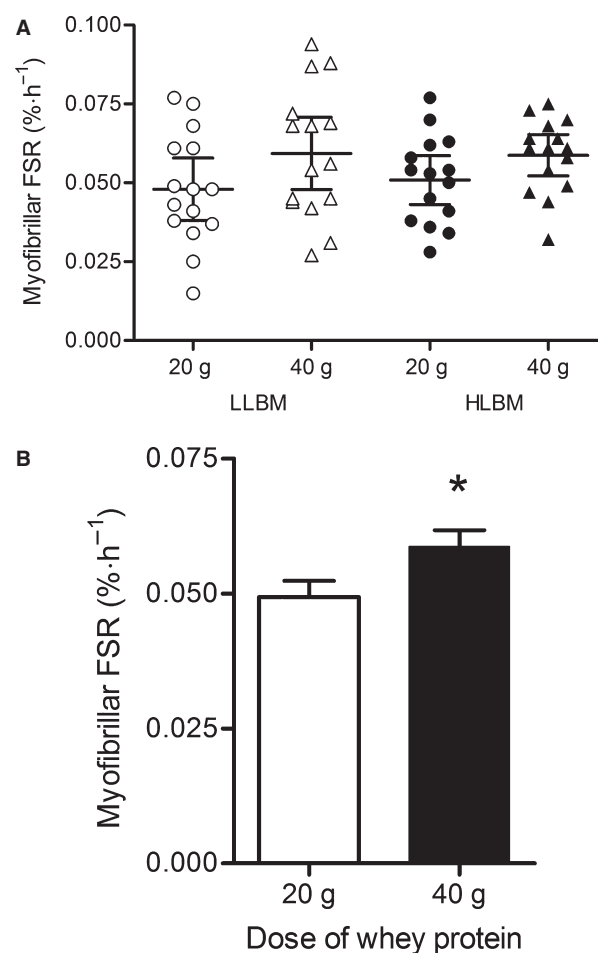 A
Myofibrillar FSR (%·h⁻¹)
0.100
0.075
0.050
0.025
0.000
20 g
40 g
20 g
40 g
LLBM
HLBM
B
Myofibrillar FSR (%·h⁻¹)
0.075
0.050
0.025
0.000
*
20 g
40 g
Dose of whey protein